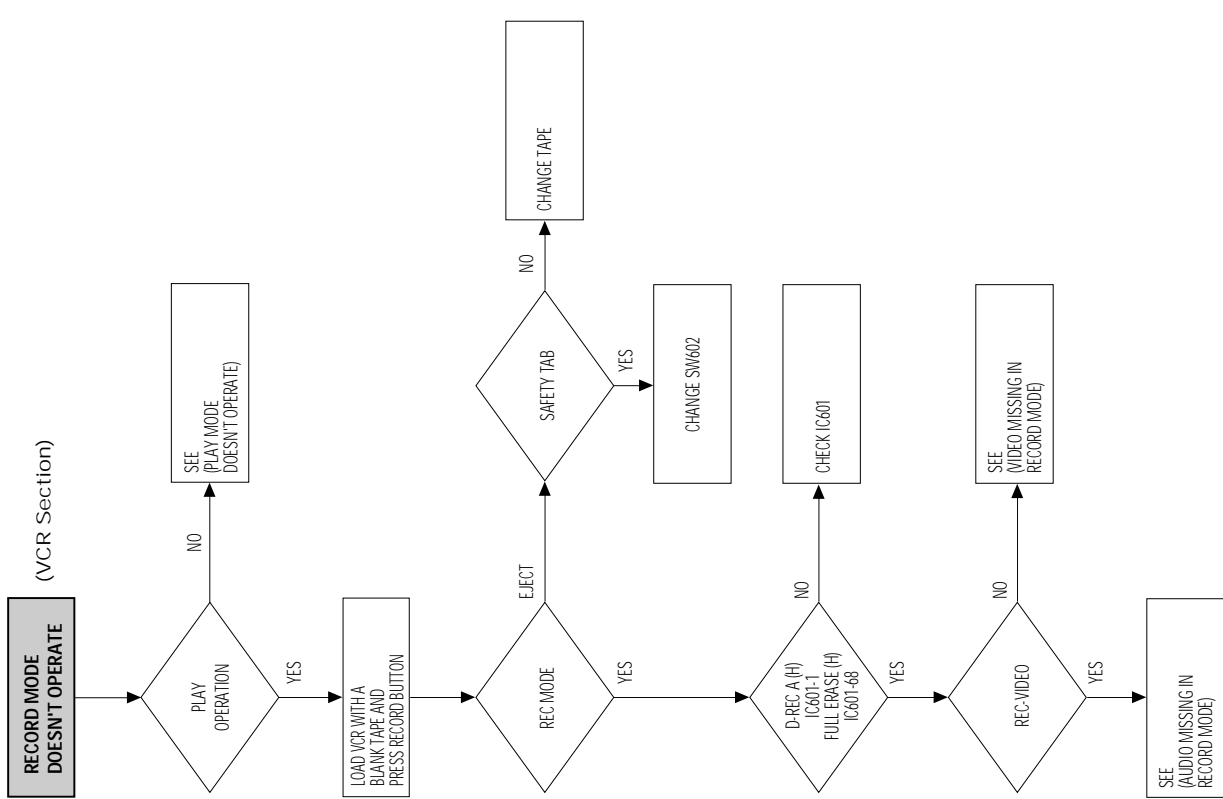 RECORD MODE
DOESN'T OPERATE
(VCR Section)
PLAY
OPERATION
NO
SEE
(PLAY MODE
DOESN'T OPERATE)
YES
LOAD VCR WITH A
BLANK TAPE AND
PRESS RECORD BUTTON
REC MODE
EJECT
SAFETY TAB
NO
CHANGE TAPE
YES
CHANGE SW602
YES
D-REC A (H)
IC601-1
FULL ERASE (H)
IC601-68
NO
CHECK IC601
YES
REC-VIDEO
NO
SEE
(VIDEO MISSING IN
RECORD MODE)
YES
SEE
(AUDIO MISSING IN
RECORD MODE)